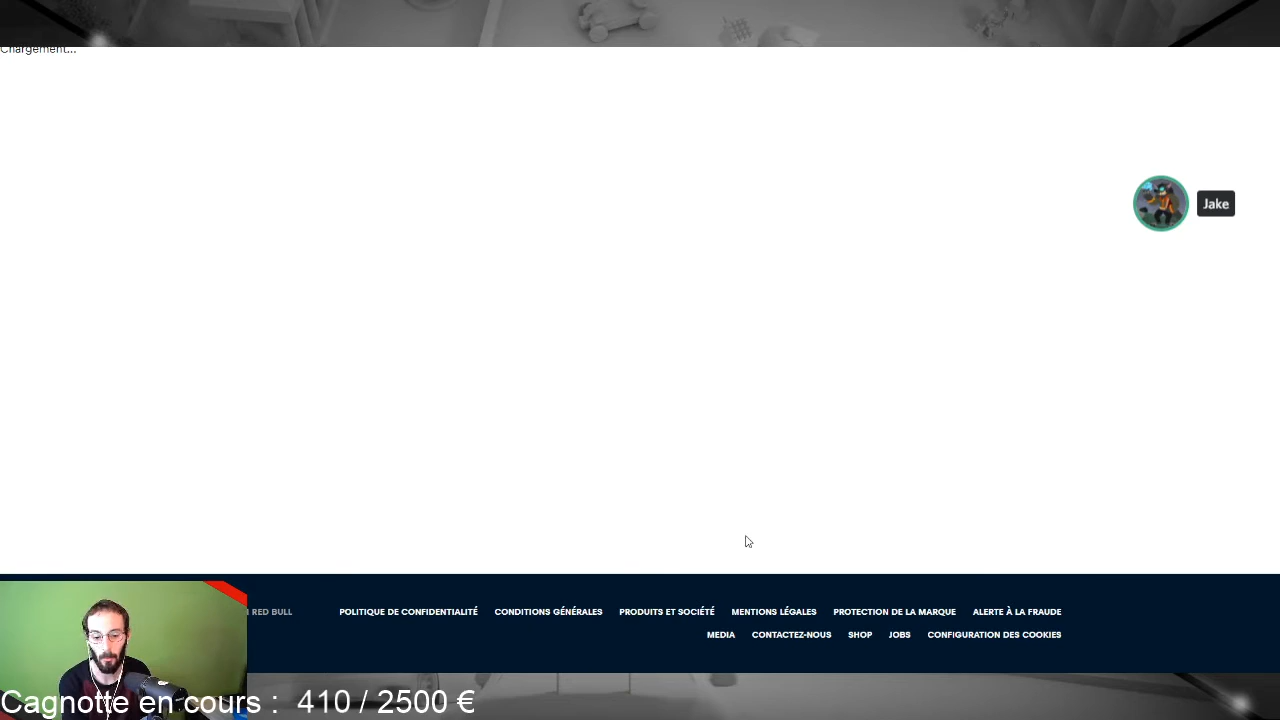 Chargement...
Jake
RED BULL
POLITIQUE DE CONFIDENTIALITÉ CONDITIONS GÉNÉRALES PRODUITS ET SOCIÉTÉ MENTIONS LÉGALES PROTECTION DE LA MARQUE ALERTE À LA FRAUDE
MEDIA CONTACTEZ-NOUS SHOP JOBS CONFIGURATION DES COOKIES
Cagnotte en cours : 410 / 2500 €